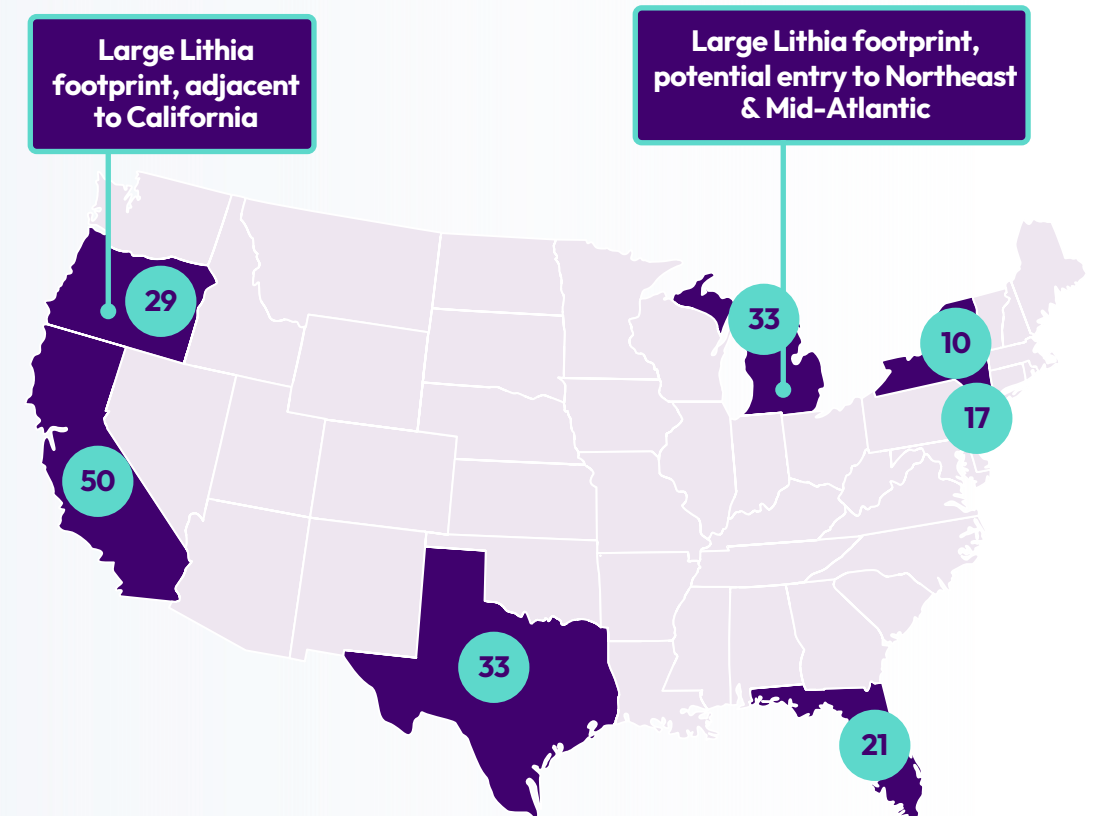 Large Lithia
footprint, adjacent
to California
Large Lithia footprint,
potential entry to Northeast
& Mid-Atlantic
29
33
10
17
50
33
21